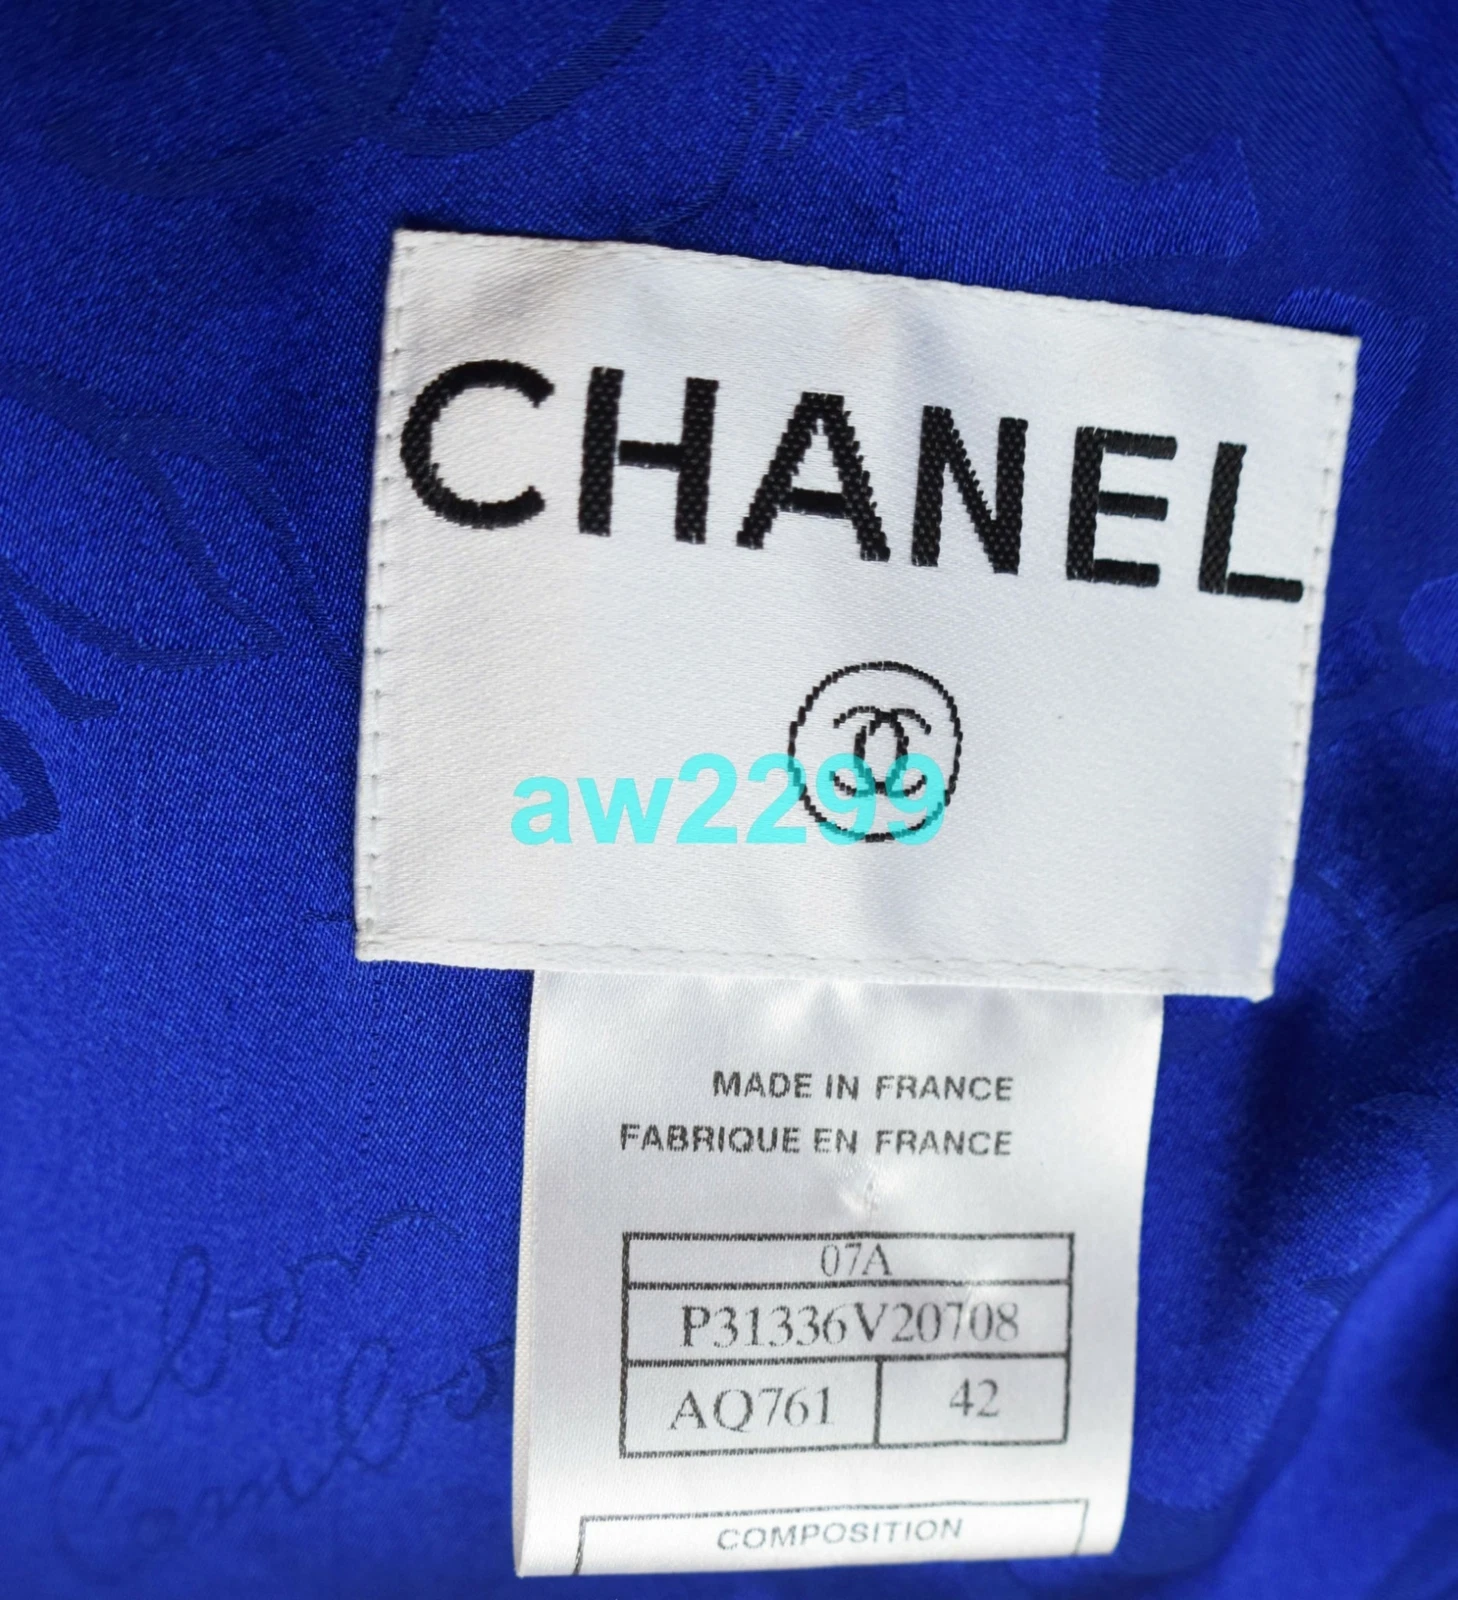 CHANEL
aw2299
MADE IN FRANCE
FABRIQUE EN FRANCE
07A
P31336V20708
AQ761 42
COMPOSITION